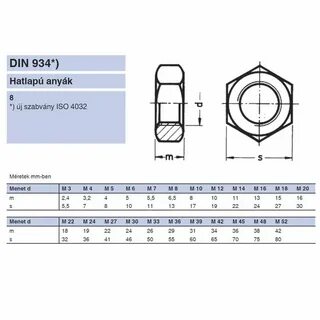 DIN 934*)
Hatlapú anyák
8
*) új szabvány ISO 4032
d
m
s
Méretek mm-ben
Menet d M 3 M 4 M 5 M 6 M 7 M 8 M 10 M 12 M 14 M 16 M 18 M 20
m 2,4 3,2 4 5 5,5 6,5 8 10 11 13 15 16
s 5,5 7 8 10 11 13 17 19 22 24 27 30
Menet d M 22 M 24 M 27 M 30 M 33 M 36 M 39 M 42 M 45 M 48 M 52
m 18 19 22 24 26 29 31 34 36 38 42
s 32 36 41 46 50 55 60 65 70 75 80